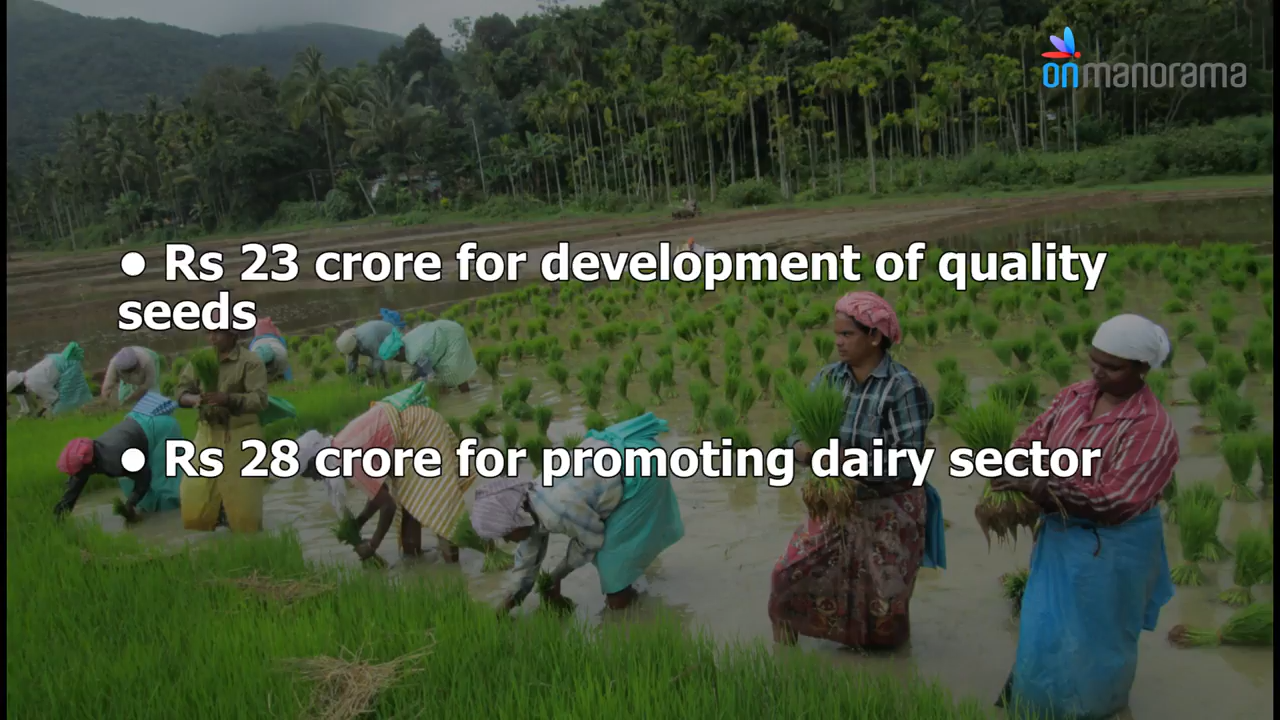 onmanorama
● Rs 23 crore for development of quality
seeds
● Rs 28 crore for promoting dairy sector